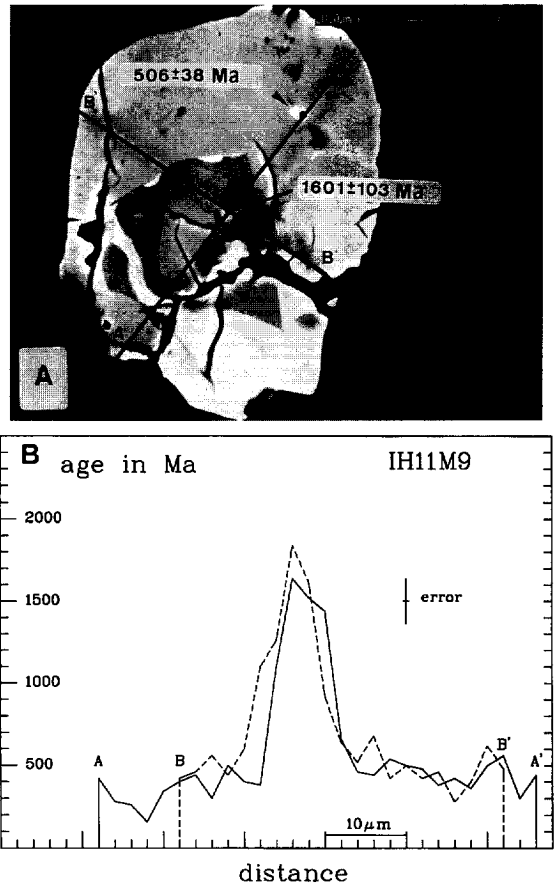 506±38 Ma
B'
1601±103 Ma
B
A
A
B age in Ma IH11M9
2000
1500
error
1000
500
A
B
B'
A'
10μm
distance